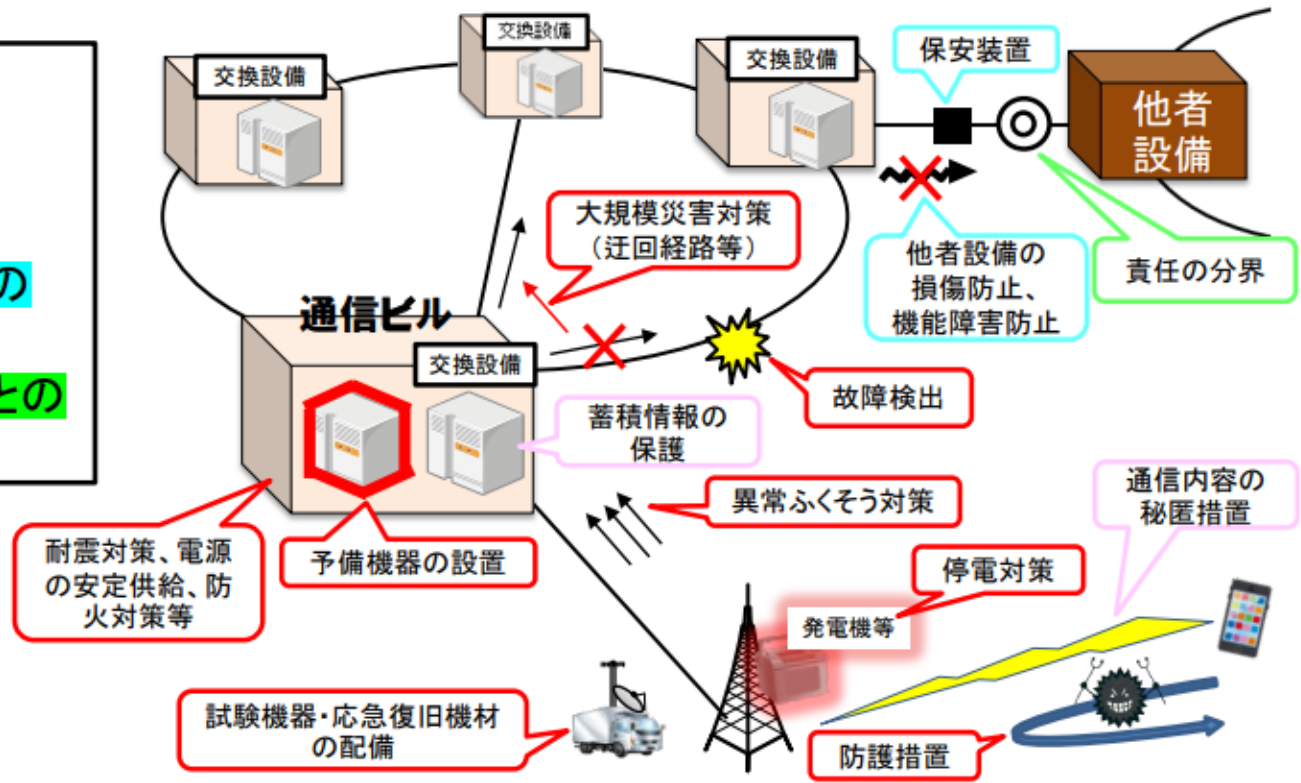 交換設備
交換設備
交換設備
保安装置
他者
設備
大規模災害対策
（迂回経路等）
他者設備の
損傷防止、
機能障害防止
責任の分界
の
との
通信ビル
交換設備
故障検出
蓄積情報の
保護
異常ふくそう対策
通信内容の
秘匿措置
耐震対策、電源
の安定供給、防
火対策等
予備機器の設置
停電対策
発電機等
試験機器・応急復旧機材
の配備
防護措置